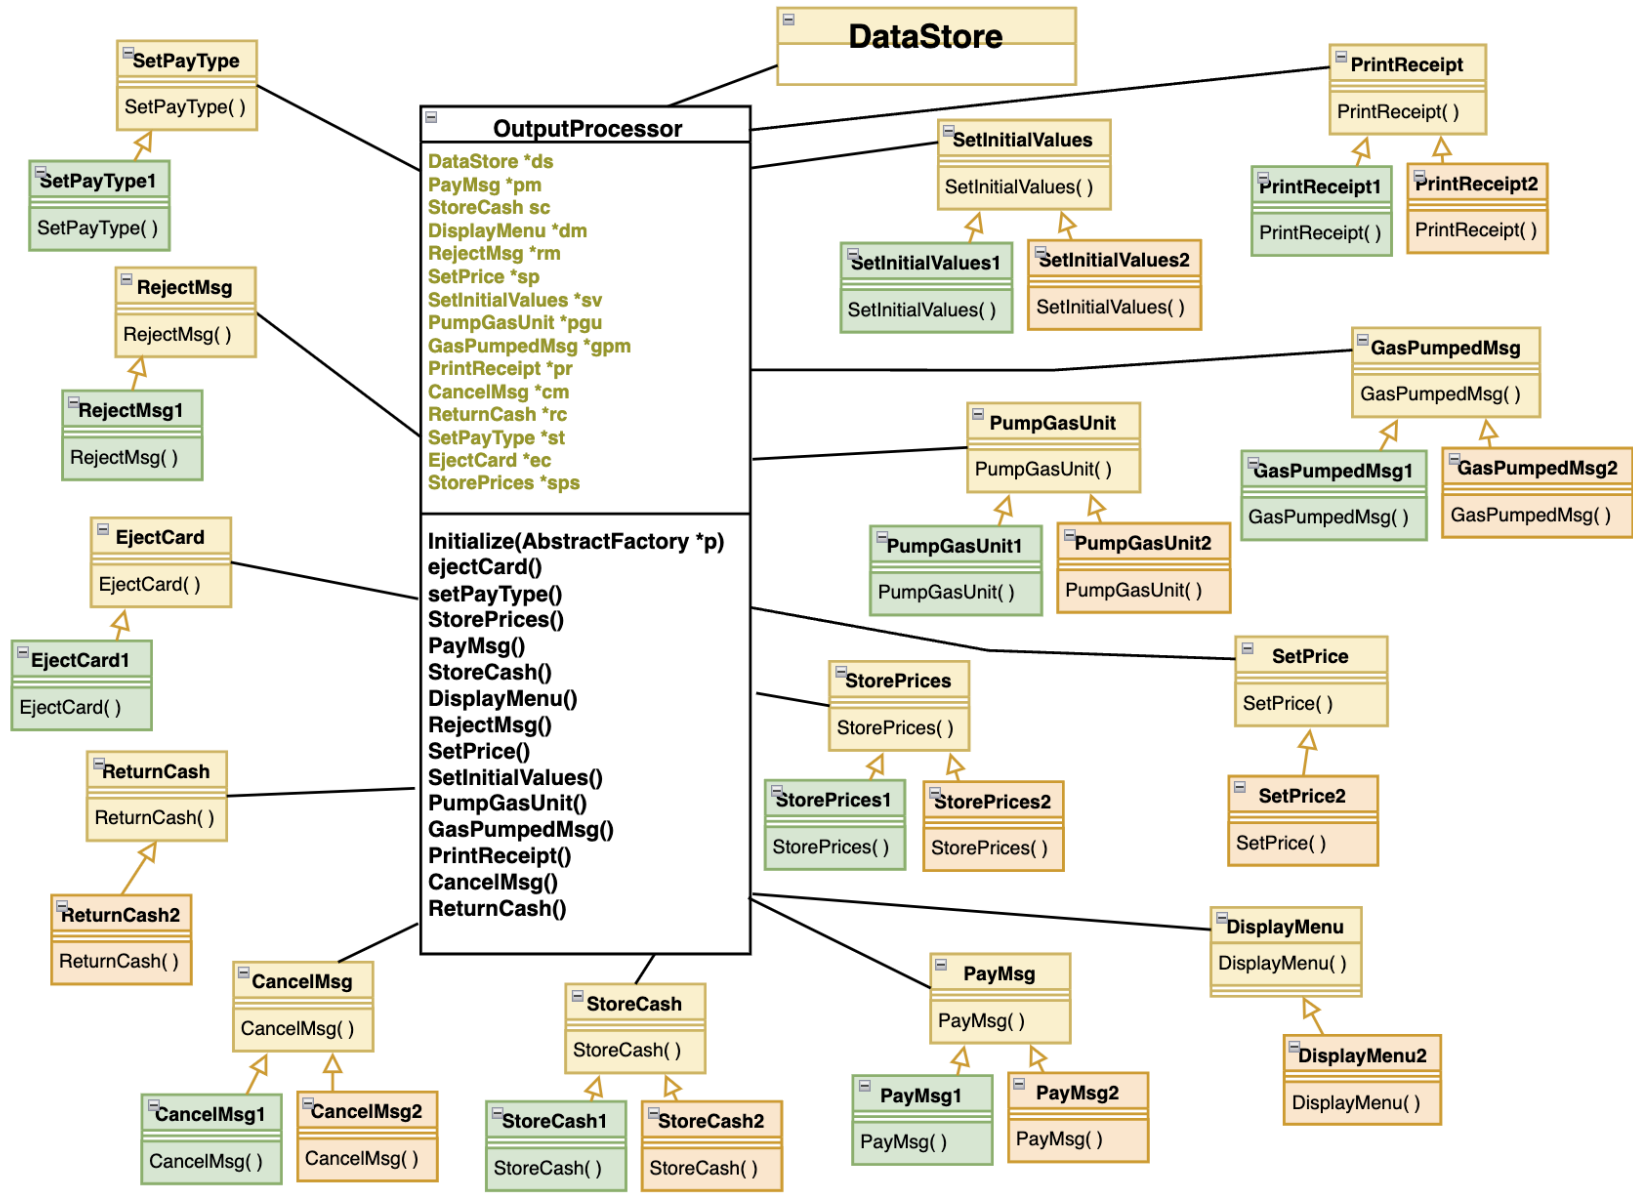 DataStore
SetPayType
SetPayType( )
SetPayType1
SetPayType( )
RejectMsg
RejectMsg( )
RejectMsg1
RejectMsg( )
EjectCard
EjectCard( )
EjectCard1
EjectCard( )
ReturnCash
ReturnCash( )
ReturnCash2
ReturnCash( )
CancelMsg
CancelMsg( )
CancelMsg1
CancelMsg( )
CancelMsg2
CancelMsg( )
OutputProcessor
DataStore *ds
PayMsg *pm
StoreCash sc
DisplayMenu *dm
RejectMsg *rm
SetPrice *sp
SetInitialValues *sv
PumpGasUnit *pgu
GasPumpedMsg *gpm
PrintReceipt *pr
CancelMsg *cm
ReturnCash *rc
SetPayType *st
EjectCard *ec
StorePrices *sps
Initialize(AbstractFactory *p)
ejectCard()
setPayType()
StorePrices()
PayMsg()
StoreCash()
DisplayMenu()
RejectMsg()
SetPrice()
SetInitialValues()
PumpGasUnit()
GasPumpedMsg()
PrintReceipt()
CancelMsg()
ReturnCash()
StoreCash
StoreCash( )
StoreCash1
StoreCash( )
StoreCash2
StoreCash( )
SetInitialValues
SetInitialValues( )
SetInitialValues1
SetInitialValues( )
SetInitialValues2
SetInitialValues( )
PrintReceipt
PrintReceipt( )
PrintReceipt1
PrintReceipt( )
PrintReceipt2
PrintReceipt( )
GasPumpedMsg
GasPumpedMsg( )
GasPumpedMsg1
GasPumpedMsg( )
GasPumpedMsg2
GasPumpedMsg( )
PumpGasUnit
PumpGasUnit( )
PumpGasUnit1
PumpGasUnit( )
PumpGasUnit2
PumpGasUnit( )
SetPrice
SetPrice( )
SetPrice2
SetPrice( )
StorePrices
StorePrices( )
StorePrices1
StorePrices( )
StorePrices2
StorePrices( )
DisplayMenu
DisplayMenu( )
DisplayMenu2
DisplayMenu( )
PayMsg
PayMsg( )
PayMsg1
PayMsg( )
PayMsg2
PayMsg( )